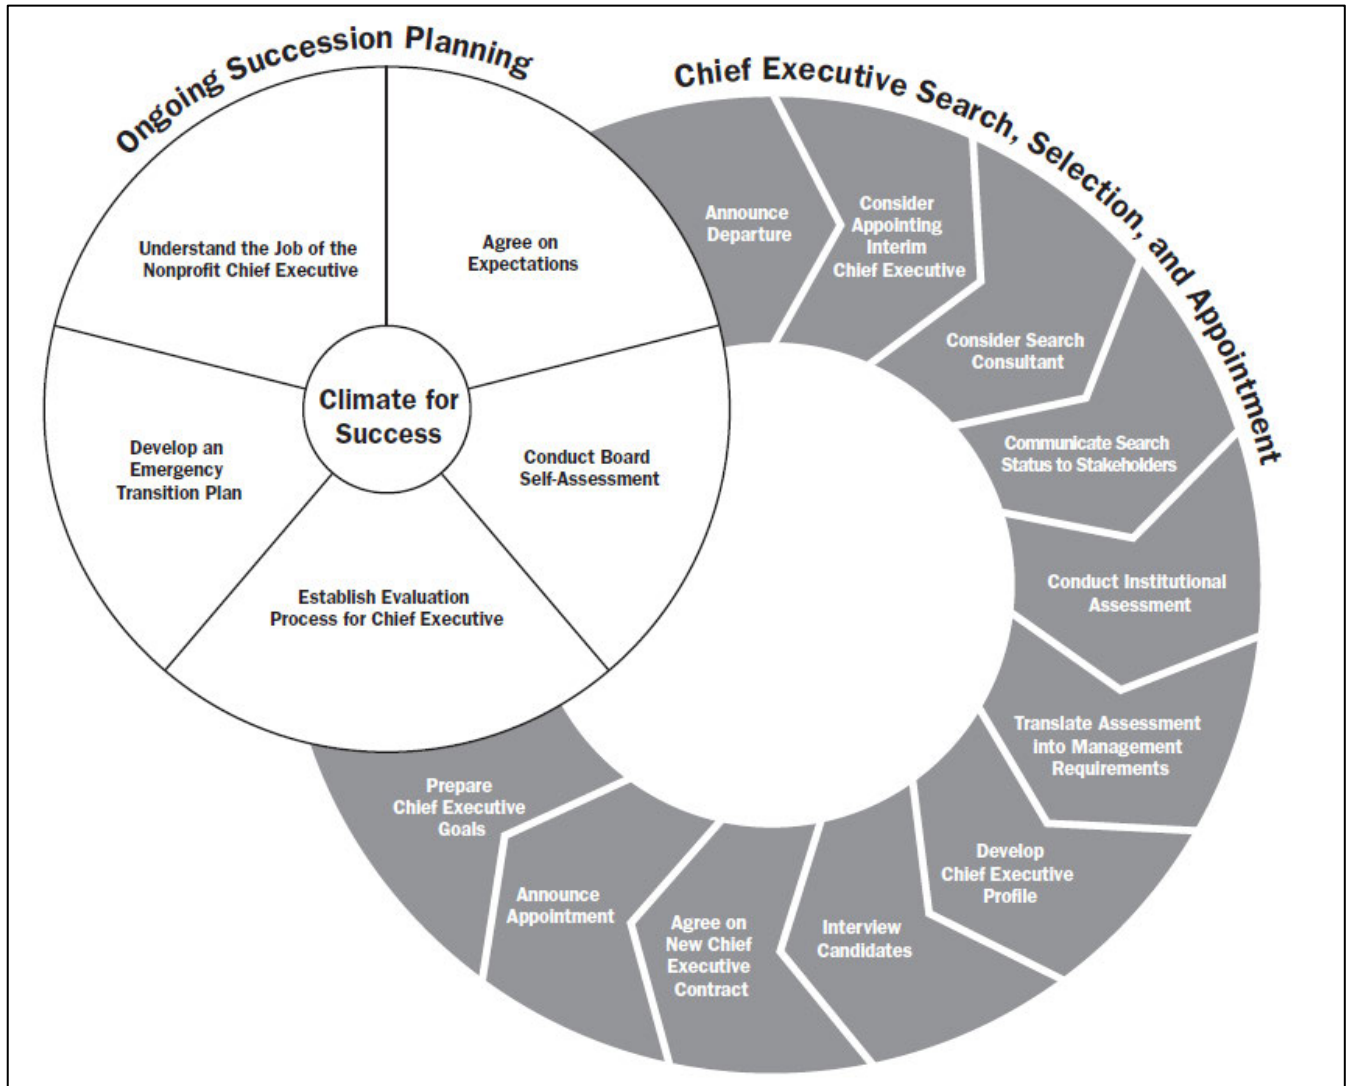 Ongoing Succession Planning
Understand the Job of the
Nonprofit Chief Executive
Agree on
Expectations
Conduct Board
Self-Assessment
Establish Evaluation
Process for Chief Executive
Develop an
Emergency
Transition Plan
Climate for
Success
Chief Executive Search, Selection, and Appointment
Announce
Departure
Consider
Appointing
Interim
Chief Executive
Consider Search
Consultant
Communicate Search
Status to Stakeholders
Conduct Institutional
Assessment
Translate Assessment
into Management
Requirements
Develop
Chief Executive
Profile
Interview
Candidates
Agree on
New Chief
Executive
Contract
Announce
Appointment
Prepare
Chief Executive
Goals